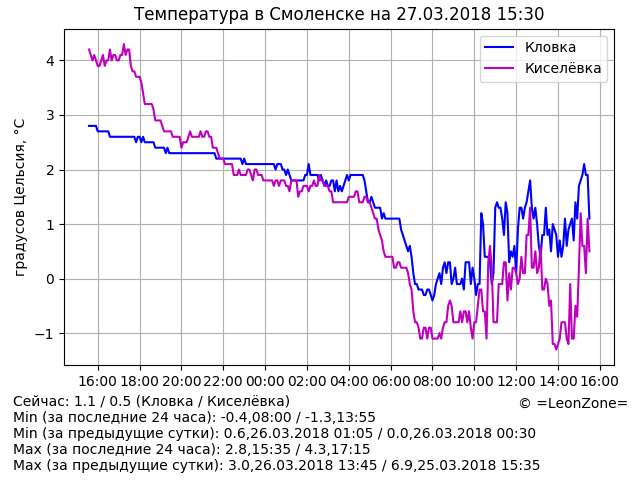 Температура в Смоленске на 27.03.2018 15:30
Кловка
Киселёвка
градусов Цельсия, °C
4
3
2
1
0
−1
16:00 18:00 20:00 22:00 00:00 02:00 04:00 06:00 08:00 10:00 12:00 14:00 16:00
Сейчас: 1.1 / 0.5 (Кловка / Киселёвка)
© =LeonZone=
Min (за последние 24 часа): -0.4,08:00 / -1.3,13:55
Min (за предыдущие сутки): 0.6,26.03.2018 01:05 / 0.0,26.03.2018 00:30
Max (за последние 24 часа): 2.8,15:35 / 4.3,17:15
Max (за предыдущие сутки): 3.0,26.03.2018 13:45 / 6.9,25.03.2018 15:35